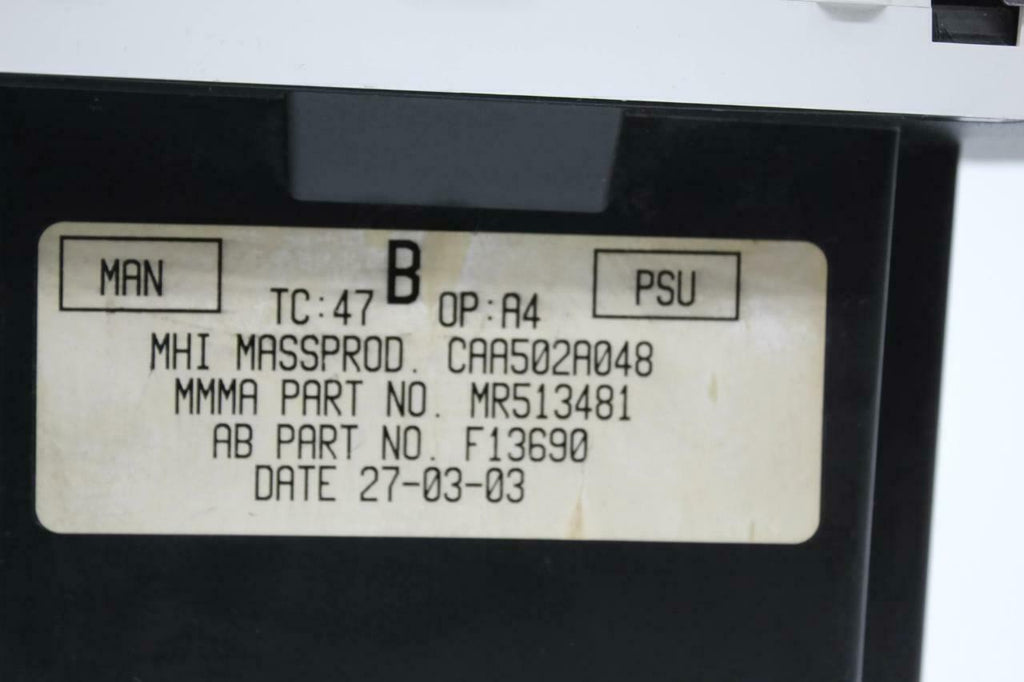 MAN B PSU
TC:47 OP:A4
MHI MASSPROD. CAA502A048
MMMA PART NO. MR513481
AB PART NO. F13690
DATE 27-03-03